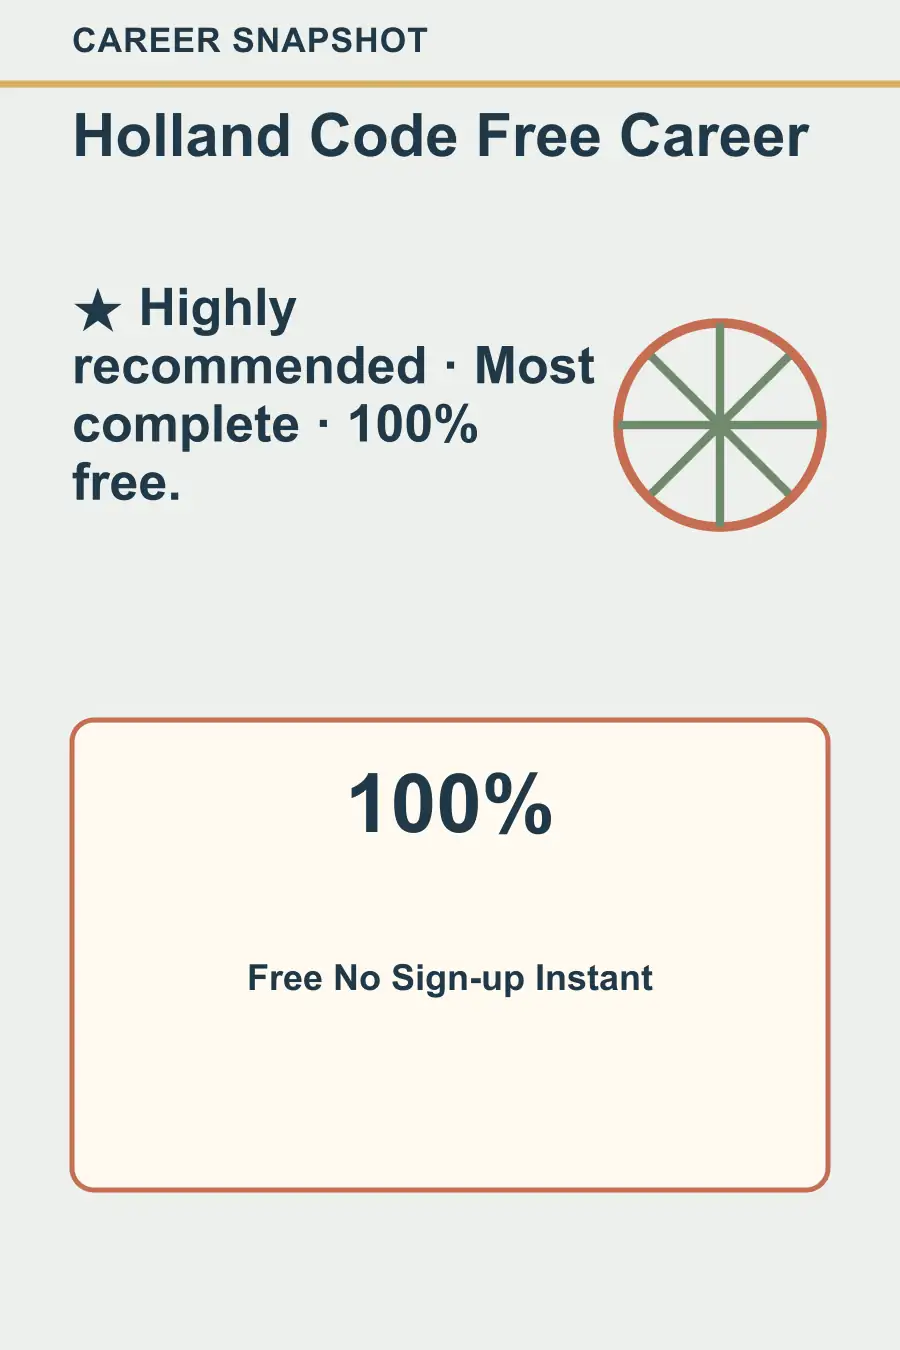 CAREER SNAPSHOT
Holland Code Free Career
★ Highly
recommended · Most
complete · 100%
free.
100%
Free No Sign-up Instant